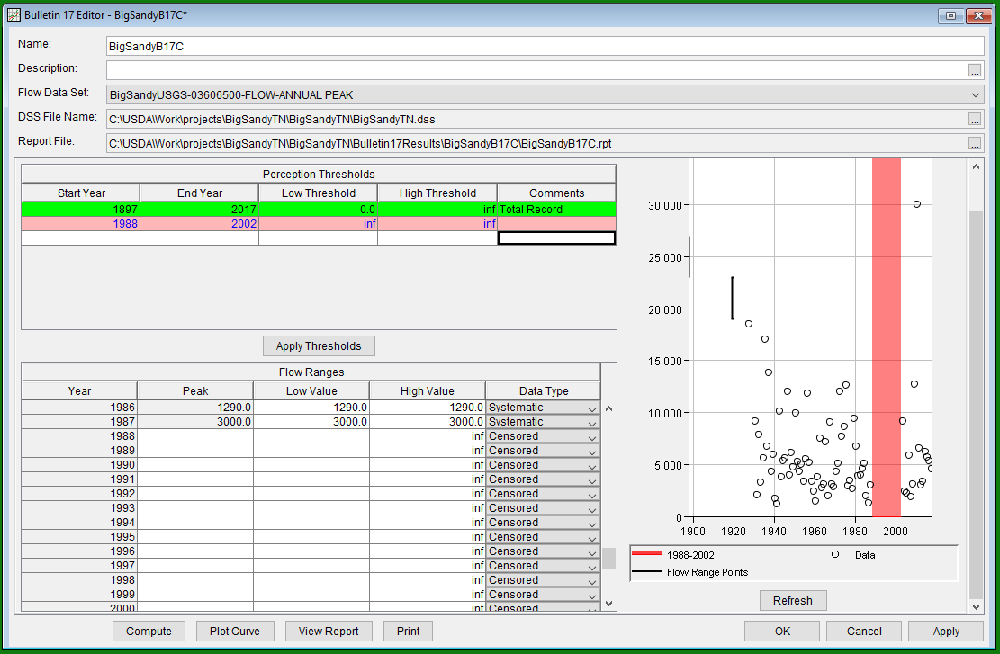 Bulletin 17 Editor - BigSandyB17C*
Name: BigSandyB17C
Description: ...
Flow Data Set: BigSandyUSGS-03606500-FLOW-ANNUAL PEAK
DSS File Name: C:\USDA\Work\projects\BigSandyTN\BigSandyTN\BigSandyTN.dss ...
Report File: C:\USDA\Work\projects\BigSandyTN\BigSandyTN\Bulletin17Results\BigSandyB17C\BigSandyB17C.rpt ...
Perception Thresholds
Start Year End Year Low Threshold High Threshold Comments
1897 2017 0.0 inf Total Record
1988 2002 inf inf
Apply Thresholds
Flow Ranges
Year Peak Low Value High Value Data Type
1986 1290.0 1290.0 1290.0 Systematic
1987 3000.0 3000.0 3000.0 Systematic
1988 inf Censored
1989 inf Censored
1990 inf Censored
1991 inf Censored
1992 inf Censored
1993 inf Censored
1994 inf Censored
1995 inf Censored
1996 inf Censored
1997 inf Censored
1998 inf Censored
1999 inf Censored
2000 inf Censored
30,000
25,000
20,000
15,000
10,000
5,000
0
1900 1920 1940 1960 1980 2000
1988-2002 Data
Flow Range Points
Refresh
Compute Plot Curve View Report Print OK Cancel Apply